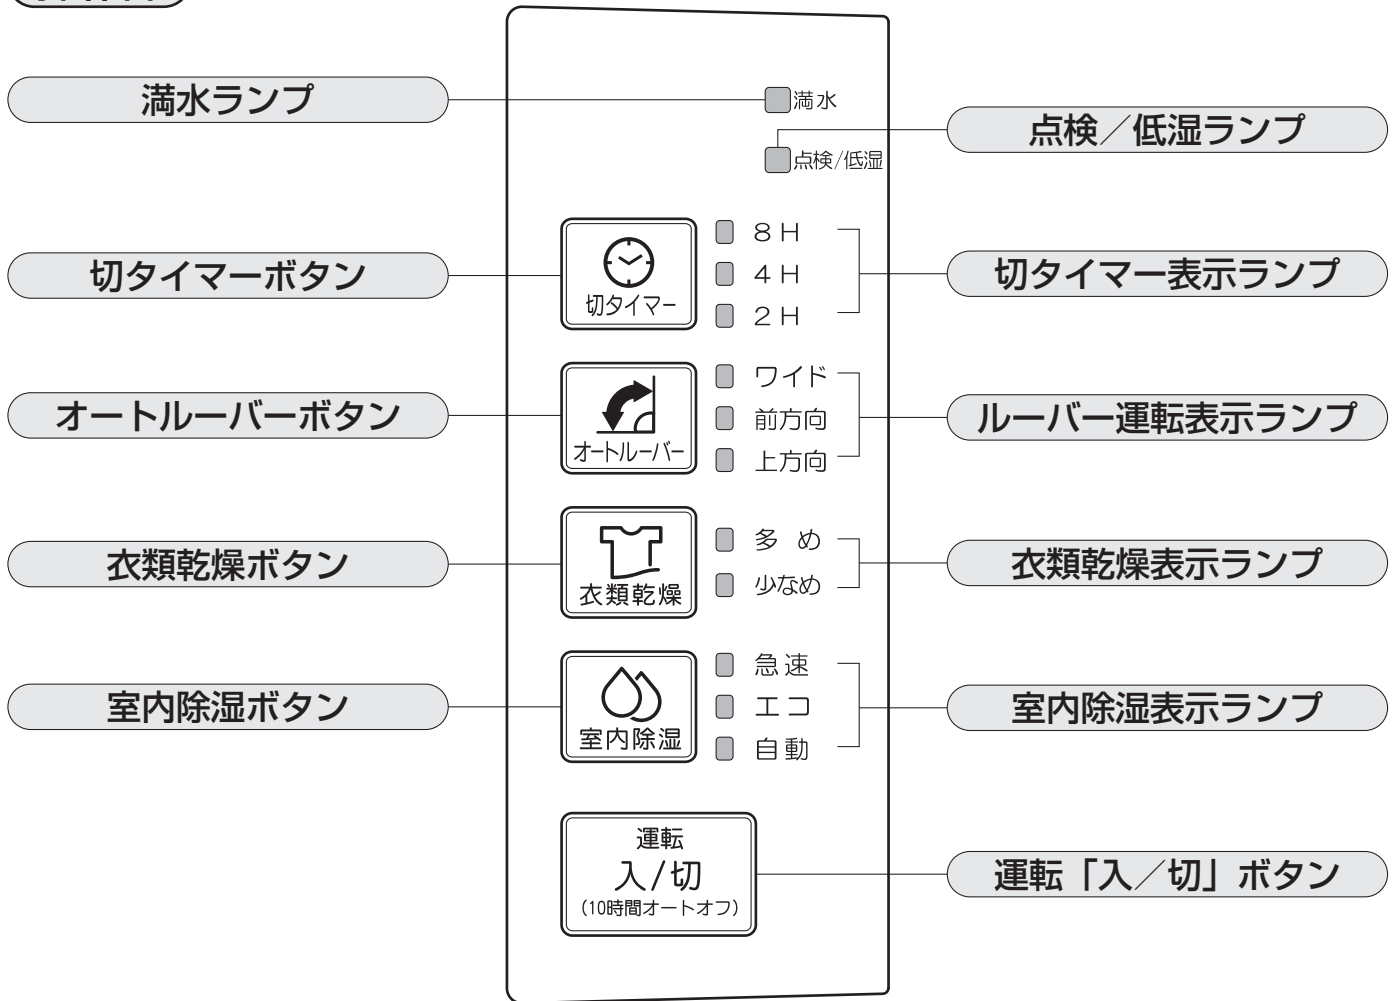 満水ランプ
満水
点検／低湿ランプ
点検/低湿
切タイマーボタン
切タイマー
8H
4H
2H
切タイマー表示ランプ
オートルーバーボタン
オートルーバー
ワイド
前方向
上方向
ルーバー運転表示ランプ
衣類乾燥ボタン
衣類乾燥
多め
少なめ
衣類乾燥表示ランプ
室内除湿ボタン
室内除湿
急速
エコ
自動
室内除湿表示ランプ
運転
入/切
(10時間オートオフ)
運転「入／切」ボタン